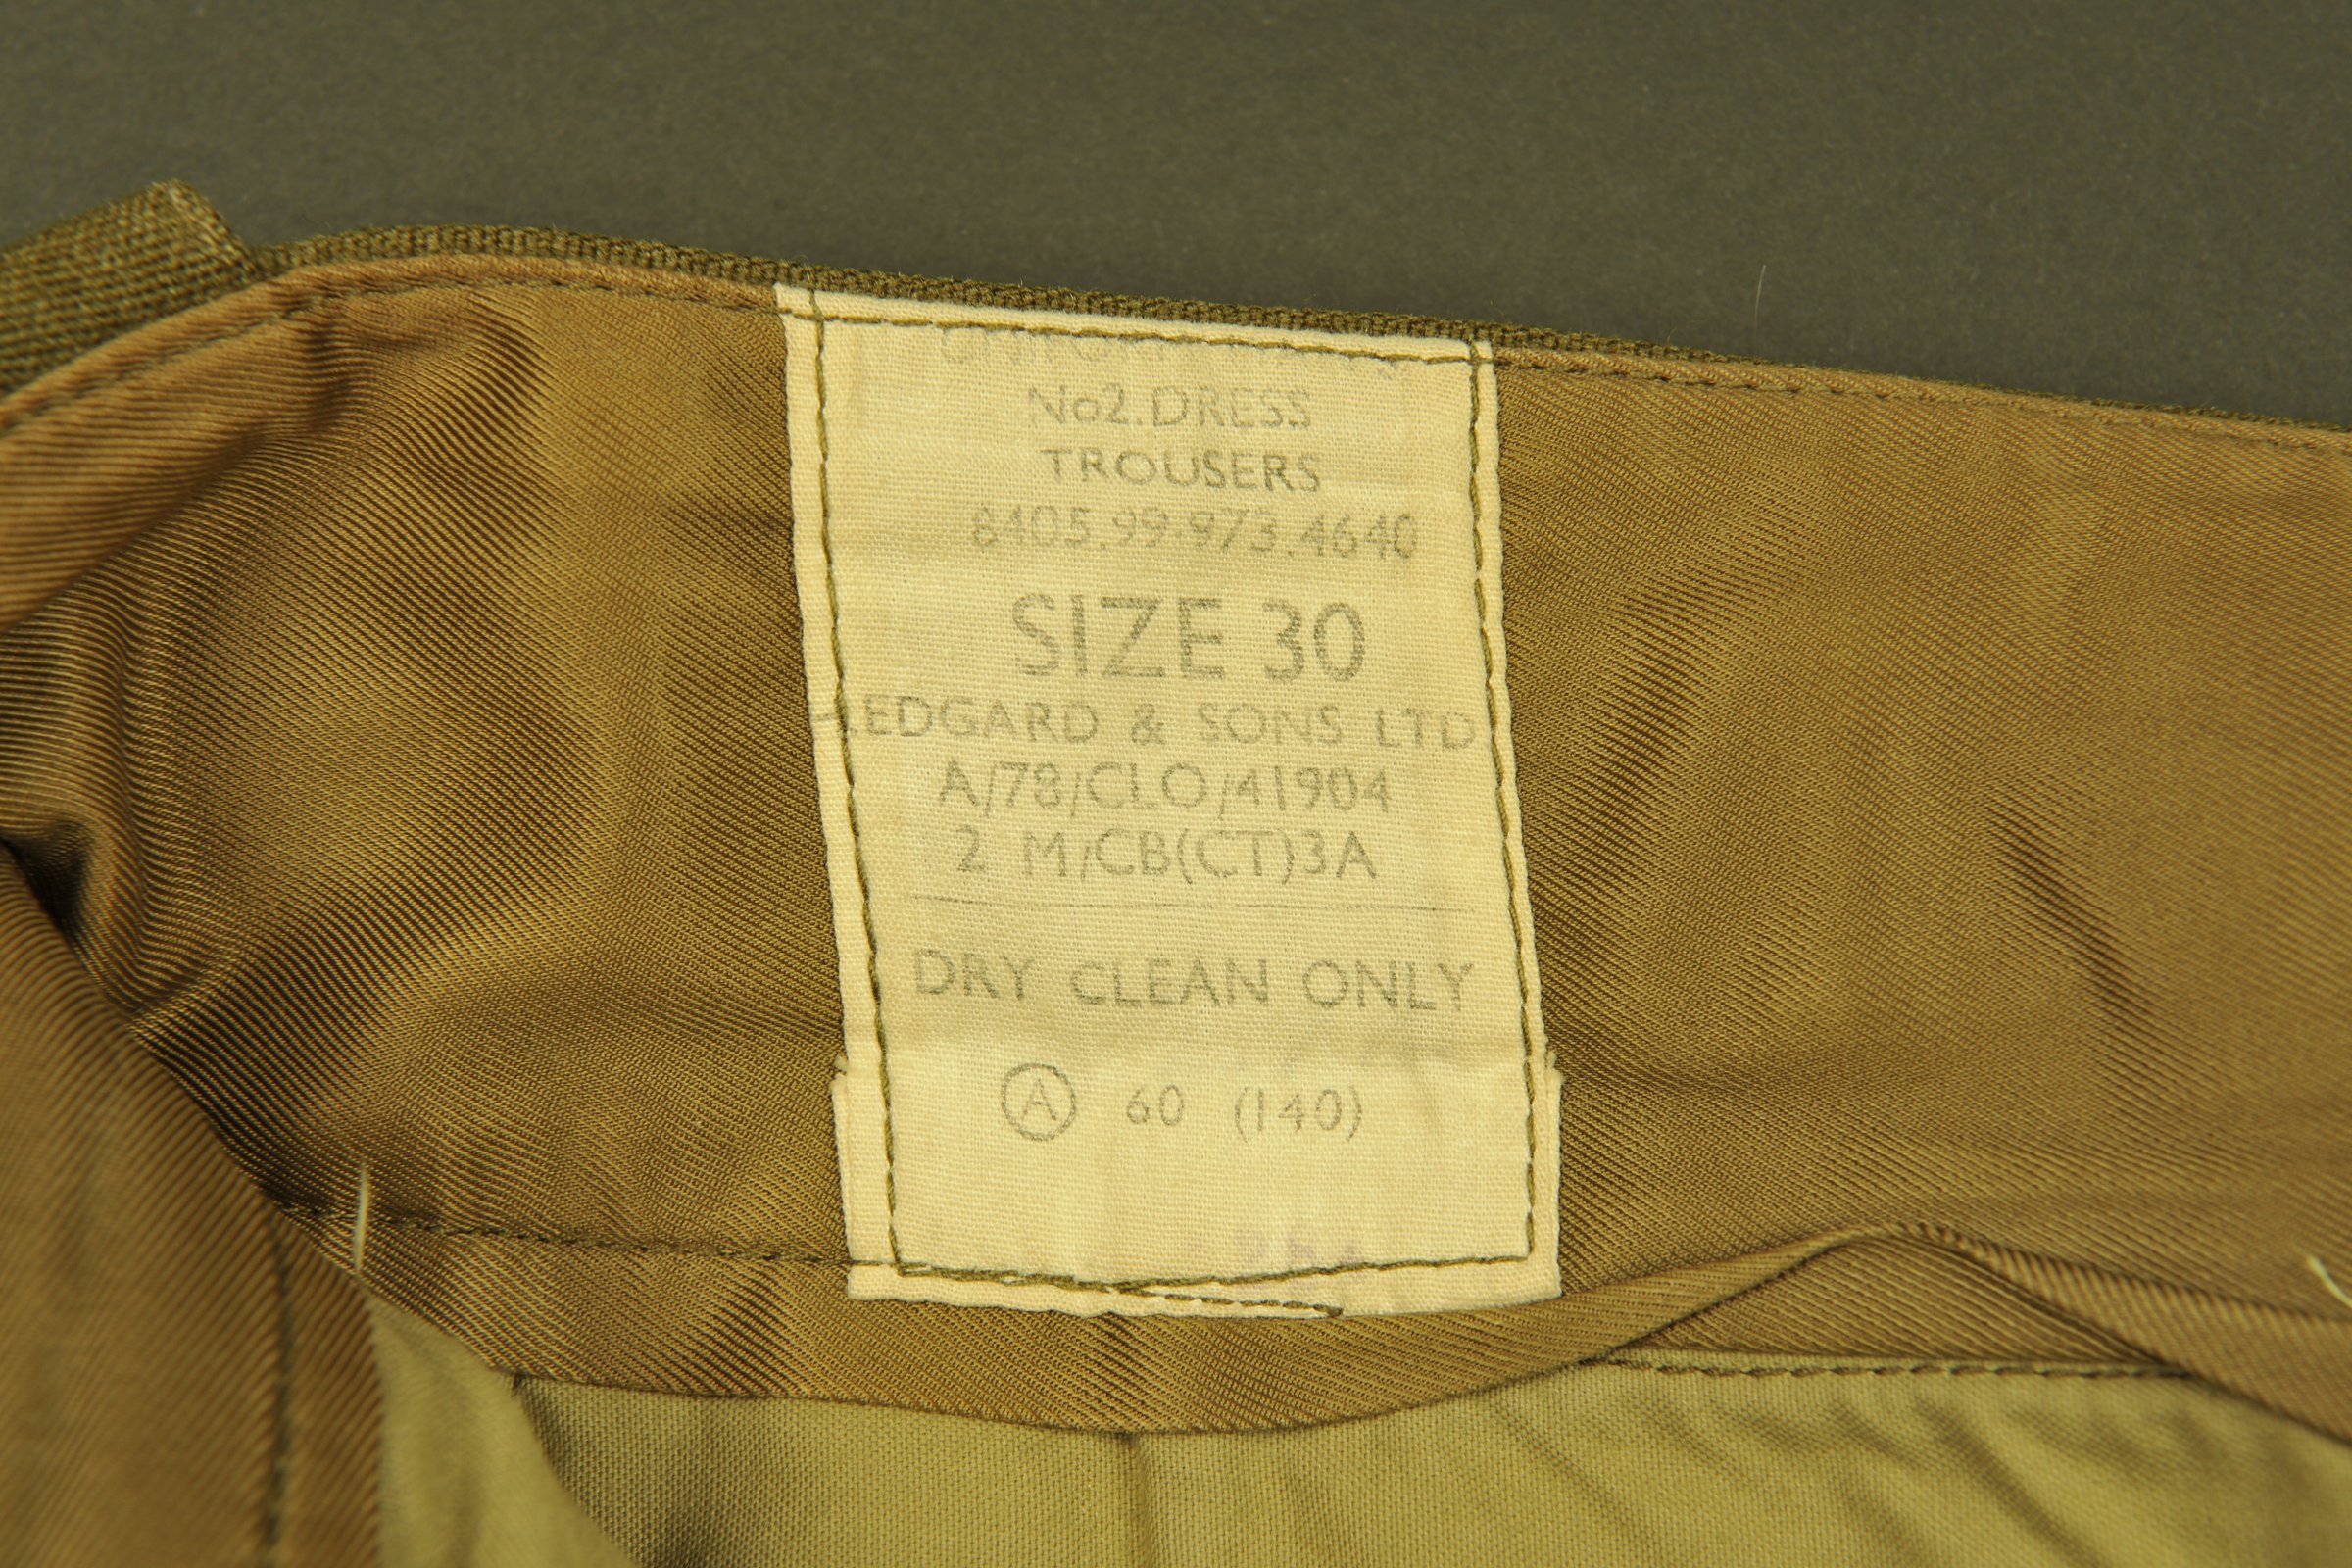 No2.DRESS
TROUSERS
8405.99.973.4640
SIZE 30
LEDGARD & SONS LTD
A/78/CLO/41904
2 M/CB(CT)3A
DRY CLEAN ONLY
Ⓐ 60 (140)